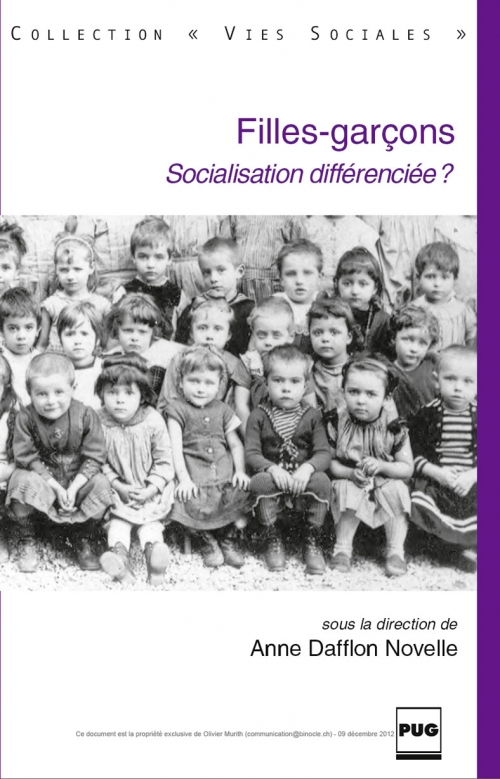 COLLECTION « VIES SOCIALES »
Filles-garçons
Socialisation différenciée ?
sous la direction de
Anne Dafflon Novelle
Ce document est la propriété exclusive de Olivier Murith (communication@binocle.ch) - 09 décembre 2012
PUG